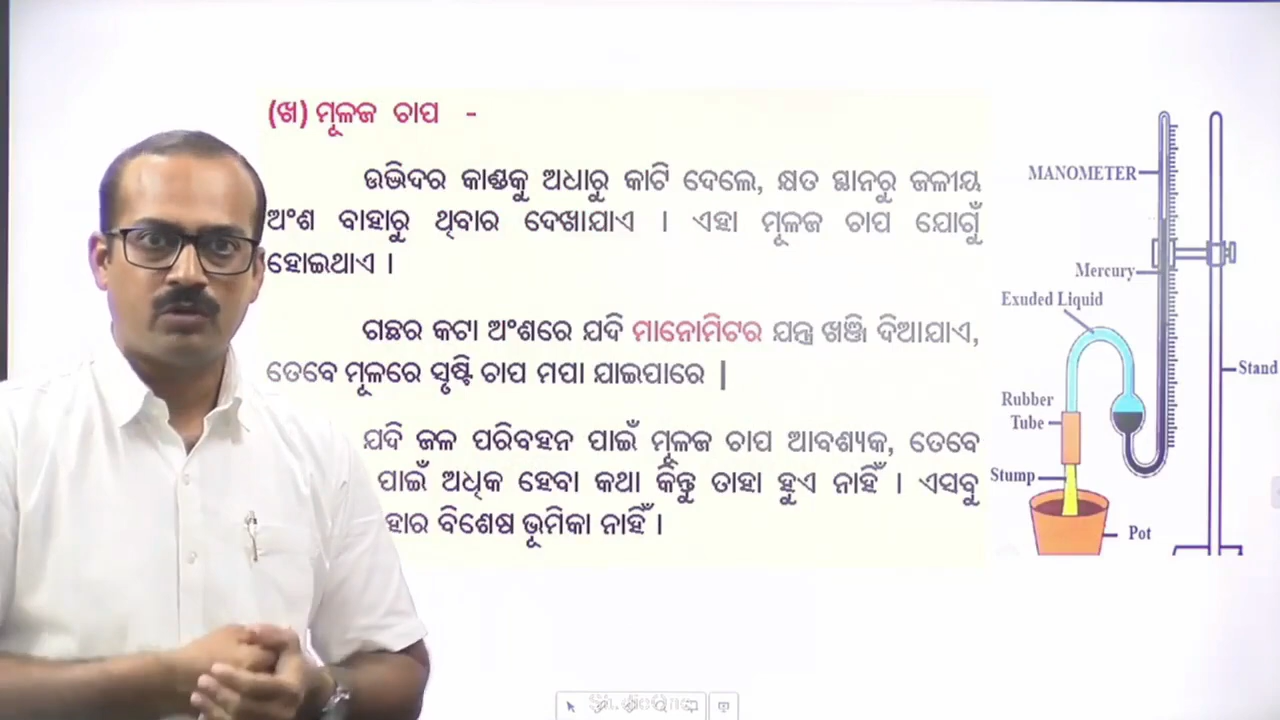 (ଖ) ମୂଳଜ ଚାପ -
ଉଦ୍ଭିଦର କାଣ୍ଡକୁ ଅଧାରୁ କାଟି ଦେଲେ, କ୍ଷତ ସ୍ଥାନରୁ ଜଳୀୟ
ଅଂଶ ବାହାରୁ ଥିବାର ଦେଖାଯାଏ । ଏହା ମୂଳଜ ଚାପ ଯୋଗୁଁ
ହୋଇଥାଏ ।
ଗଛର କଟା ଅଂଶରେ ଯଦି ମାନୋମିଟର ଯନ୍ତ୍ର ଖଞ୍ଜି ଦିଆଯାଏ,
ତେବେ ମୂଳରେ ସୃଷ୍ଟି ଚାପ ମପା ଯାଇପାରେ |
ଯଦି ଜଳ ପରିବହନ ପାଇଁ ମୂଳଜ ଚାପ ଆବଶ୍ୟକ, ତେବେ
ପାଇଁ ଅଧିକ ହେବା କଥା କିନ୍ତୁ ତାହା ହୁଏ ନାହିଁ । ଏସବୁ
ବିଶେଷ ଭୂମିକା ନାହିଁ ।
MANOMETER
Mercury
Exuded Liquid
Stand
Rubber
Tube
Stump
Pot